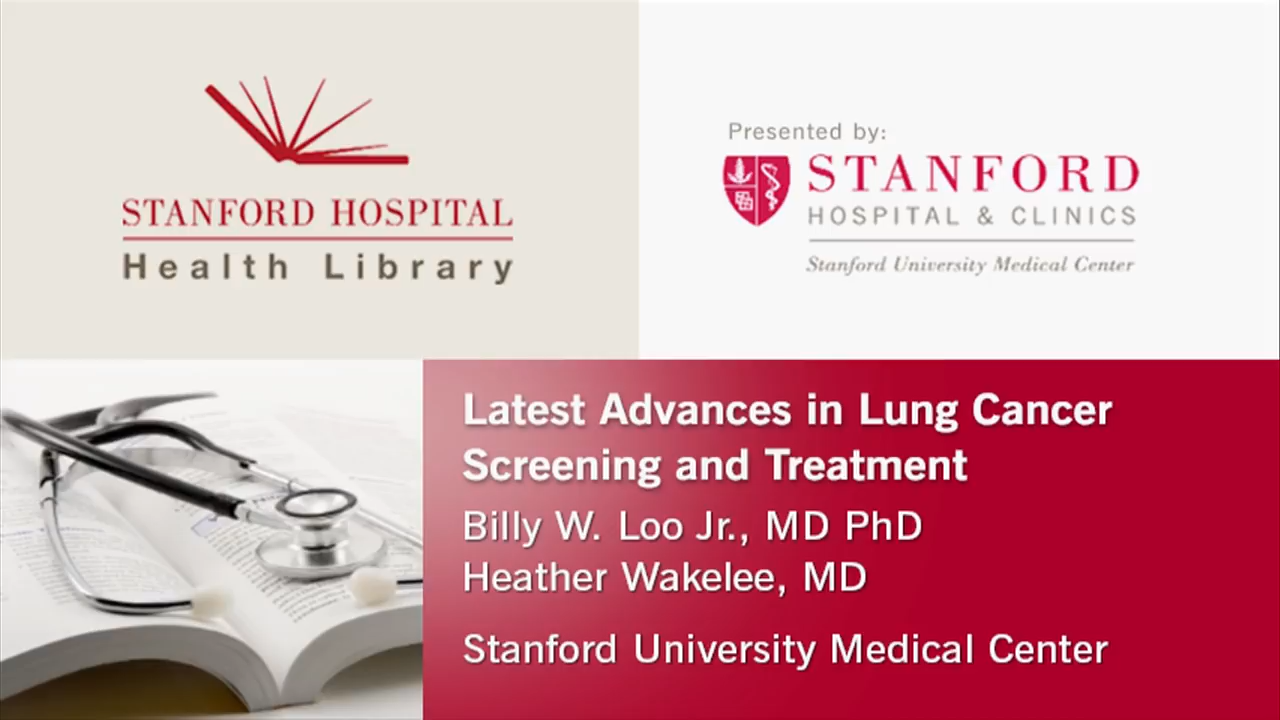 STANFORD HOSPITAL
Health Library
Presented by:
STANFORD
HOSPITAL & CLINICS
Stanford University Medical Center
Latest Advances in Lung Cancer
Screening and Treatment
Billy W. Loo Jr., MD PhD
Heather Wakelee, MD
Stanford University Medical Center